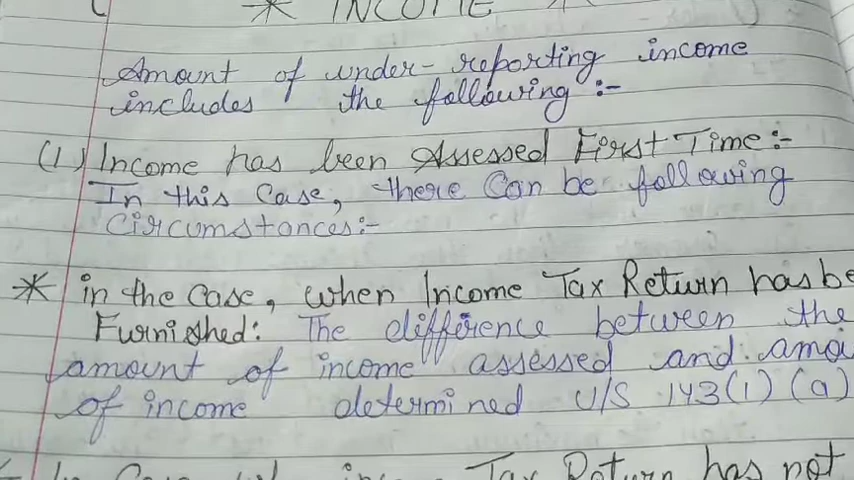 * INCOME *
Amount of under-reporting income
includes the following :-
(1) Income has been Assessed First Time:-
In this Case, there Can be following
Circumstances:-
* in the Case, when Income Tax Return has be
Furnished: The difference between the
amount of income assessed and amou
of income determined U/S 143(1)(a)
Tax Return has not